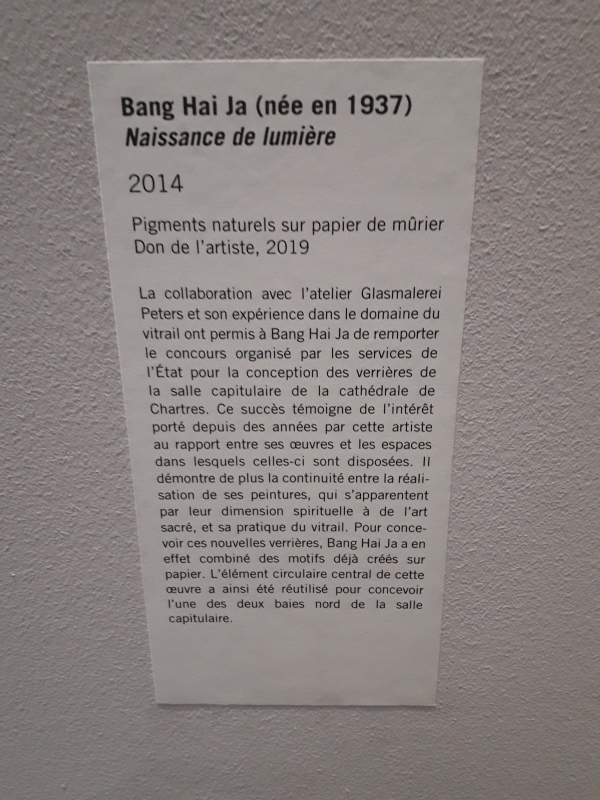 Bang Hai Ja (née en 1937)
Naissance de lumière
2014
Pigments naturels sur papier de mûrier
Don de l'artiste, 2019
La collaboration avec l'atelier Glasmalerei
Peters et son expérience dans le domaine du
vitrail ont permis à Bang Hai Ja de remporter
le concours organisé par les services de
l'État pour la conception des verrières de
la salle capitulaire de la cathédrale de
Chartres. Ce succès témoigne de l'intérêt
porté depuis des années par cette artiste
au rapport entre ses œuvres et les espaces
dans lesquels celles-ci sont disposées. Il
démontre de plus la continuité entre la réali-
sation de ses peintures, qui s'apparentent
par leur dimension spirituelle à de l'art
sacré, et sa pratique du vitrail. Pour conce-
voir ces nouvelles verrières, Bang Hai Ja a en
effet combiné des motifs déjà créés sur
papier. L'élément circulaire central de cette
œuvre a ainsi été réutilisé pour concevoir
l'une des deux baies nord de la salle
capitulaire.